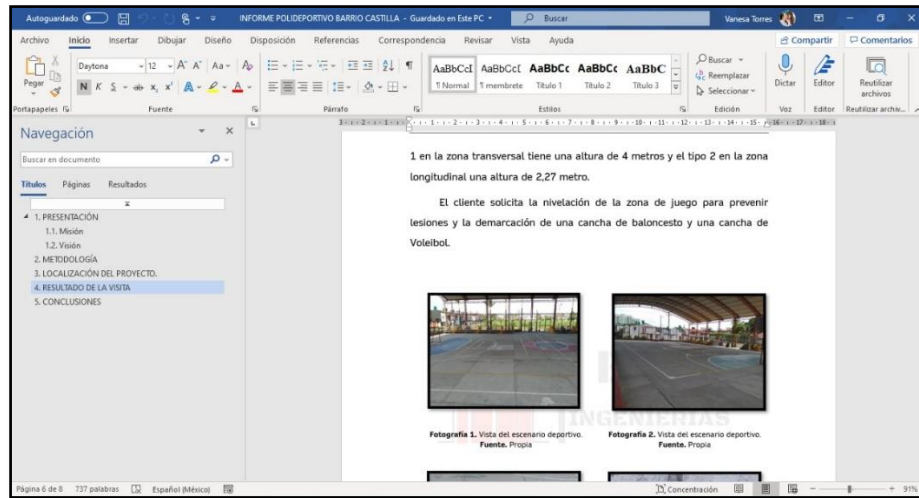 Autoguardado
INFORME POLIDEPORTIVO BARRIO CASTILLA - Guardado en Este PC
Buscar
Vanesa Torres
Archivo Inicio Insertar Dibujar Diseño Disposición Referencias Correspondencia Revisar Vista Ayuda
Compartir Comentarios
Pegar
Daytona 12
N K S
AaBbCcI AaBbCcI AaBbCc AaBbCc AaBbC
¶ Normal ¶ membrete Título 1 Título 2 Título 3
Buscar
Reemplazar
Seleccionar
Dictar
Editor
Reutilizar archivos
Portapapeles Fuente Párrafo Estilos Edición Voz Editor Reutilizar archiv...
Navegación
Buscar en documento
Títulos Páginas Resultados
1. PRESENTACIÓN
1.1. Misión
1.2. Visión
2. METODOLOGÍA
3. LOCALIZACIÓN DEL PROYECTO.
4. RESULTADO DE LA VISITA
5. CONCLUSIONES
1 en la zona transversal tiene una altura de 4 metros y el tipo 2 en la zona
longitudinal una altura de 2,27 metro.
El cliente solicita la nivelación de la zona de juego para prevenir
lesiones y la demarcación de una cancha de baloncesto y una cancha de
Voleibol.
INGENIERIAS
Fotografía 1. Vista del escenario deportivo.
Fuente. Propia
Fotografía 2. Vista del escenario deportivo.
Fuente. Propia
Página 6 de 8 737 palabras Español (México)
Concentración
91%